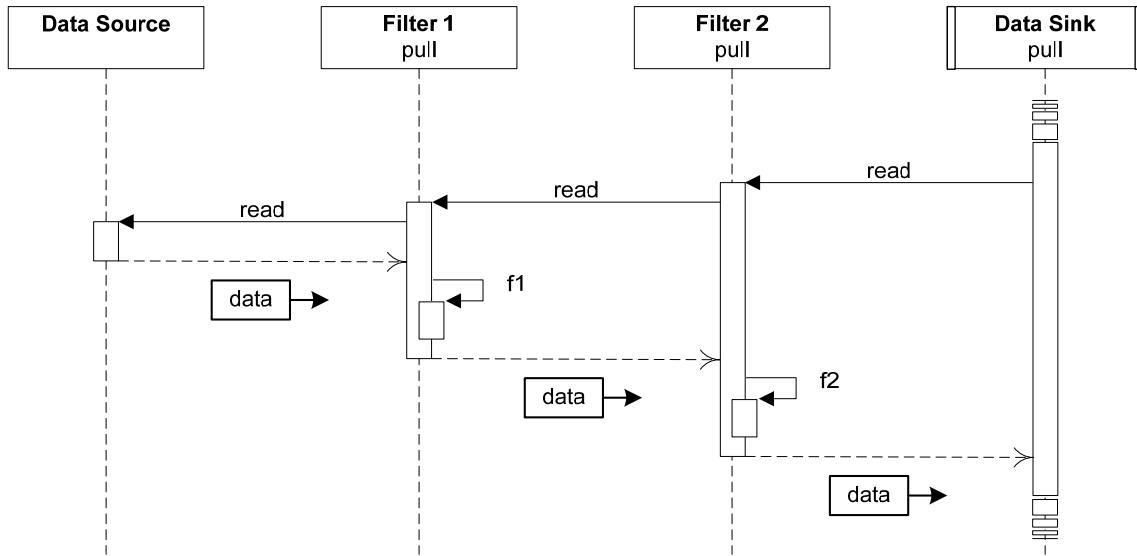 Data Source
Filter 1
pull
Filter 2
pull
Data Sink
pull
read
read
read
f1
data
f2
data
data